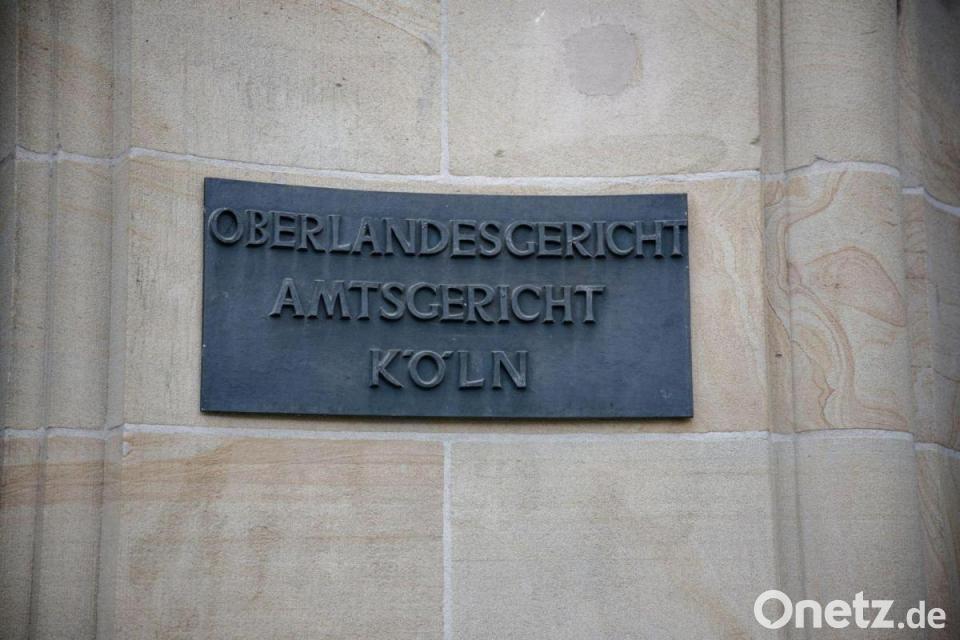 OBERLANDESGERICHT
AMTSGERICHT
KÖLN
Onetz.de